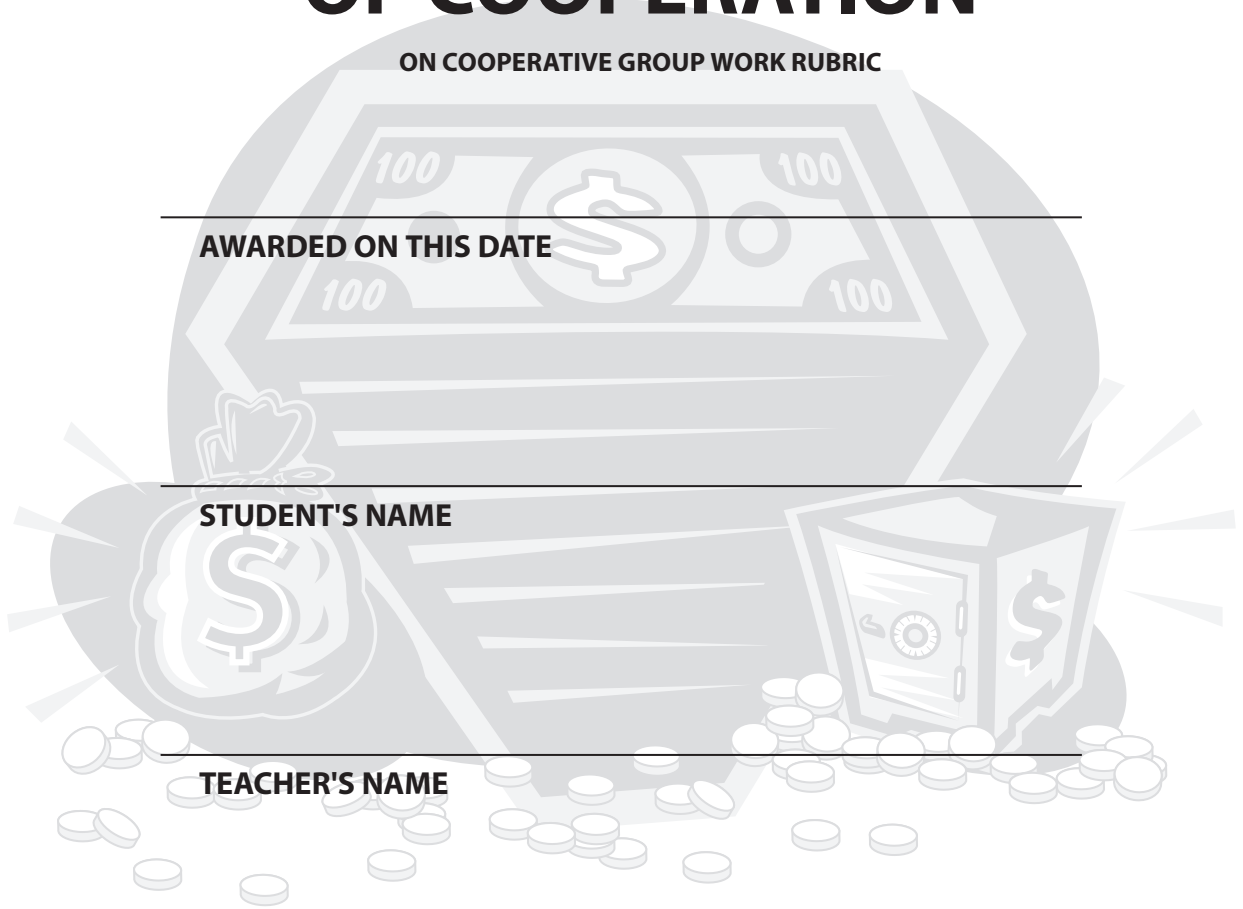 OF COOPERATION
ON COOPERATIVE GROUP WORK RUBRIC
100 $ 100
AWARDED ON THIS DATE
100 100
STUDENT'S NAME
$ $
TEACHER'S NAME